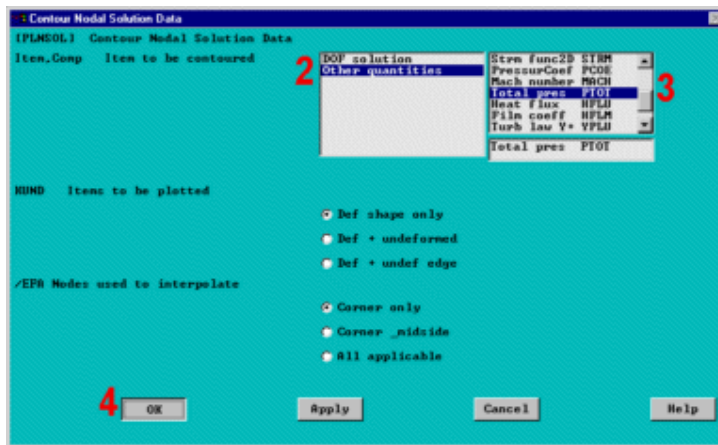 Contour Nodal Solution Data
[PLNSOL] Contour Nodal Solution Data
Item,Comp Item to be contoured
2
DOF solution
Other quantities
Strm func2D STRM
PressurCoef PCOE
Mach number MACH
Total pres PTOT
Heat flux HFLU
Film coeff HFLM
Turb law Y+ YPLU
3
Total pres PTOT
KUND Items to be plotted
Def shape only
Def + undeformed
Def + undef edge
/EFA Nodes used to interpolate
Corner only
Corner _midside
All applicable
4
OK
Apply
Cancel
Help